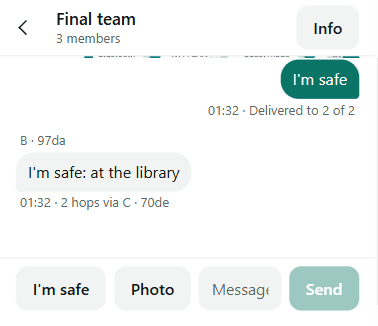 Final team
3 members
Info
I'm safe
01:32 · Delivered to 2 of 2
B · 97da
I'm safe: at the library
01:32 · 2 hops via C · 70de
I'm safe
Photo
Message
Send